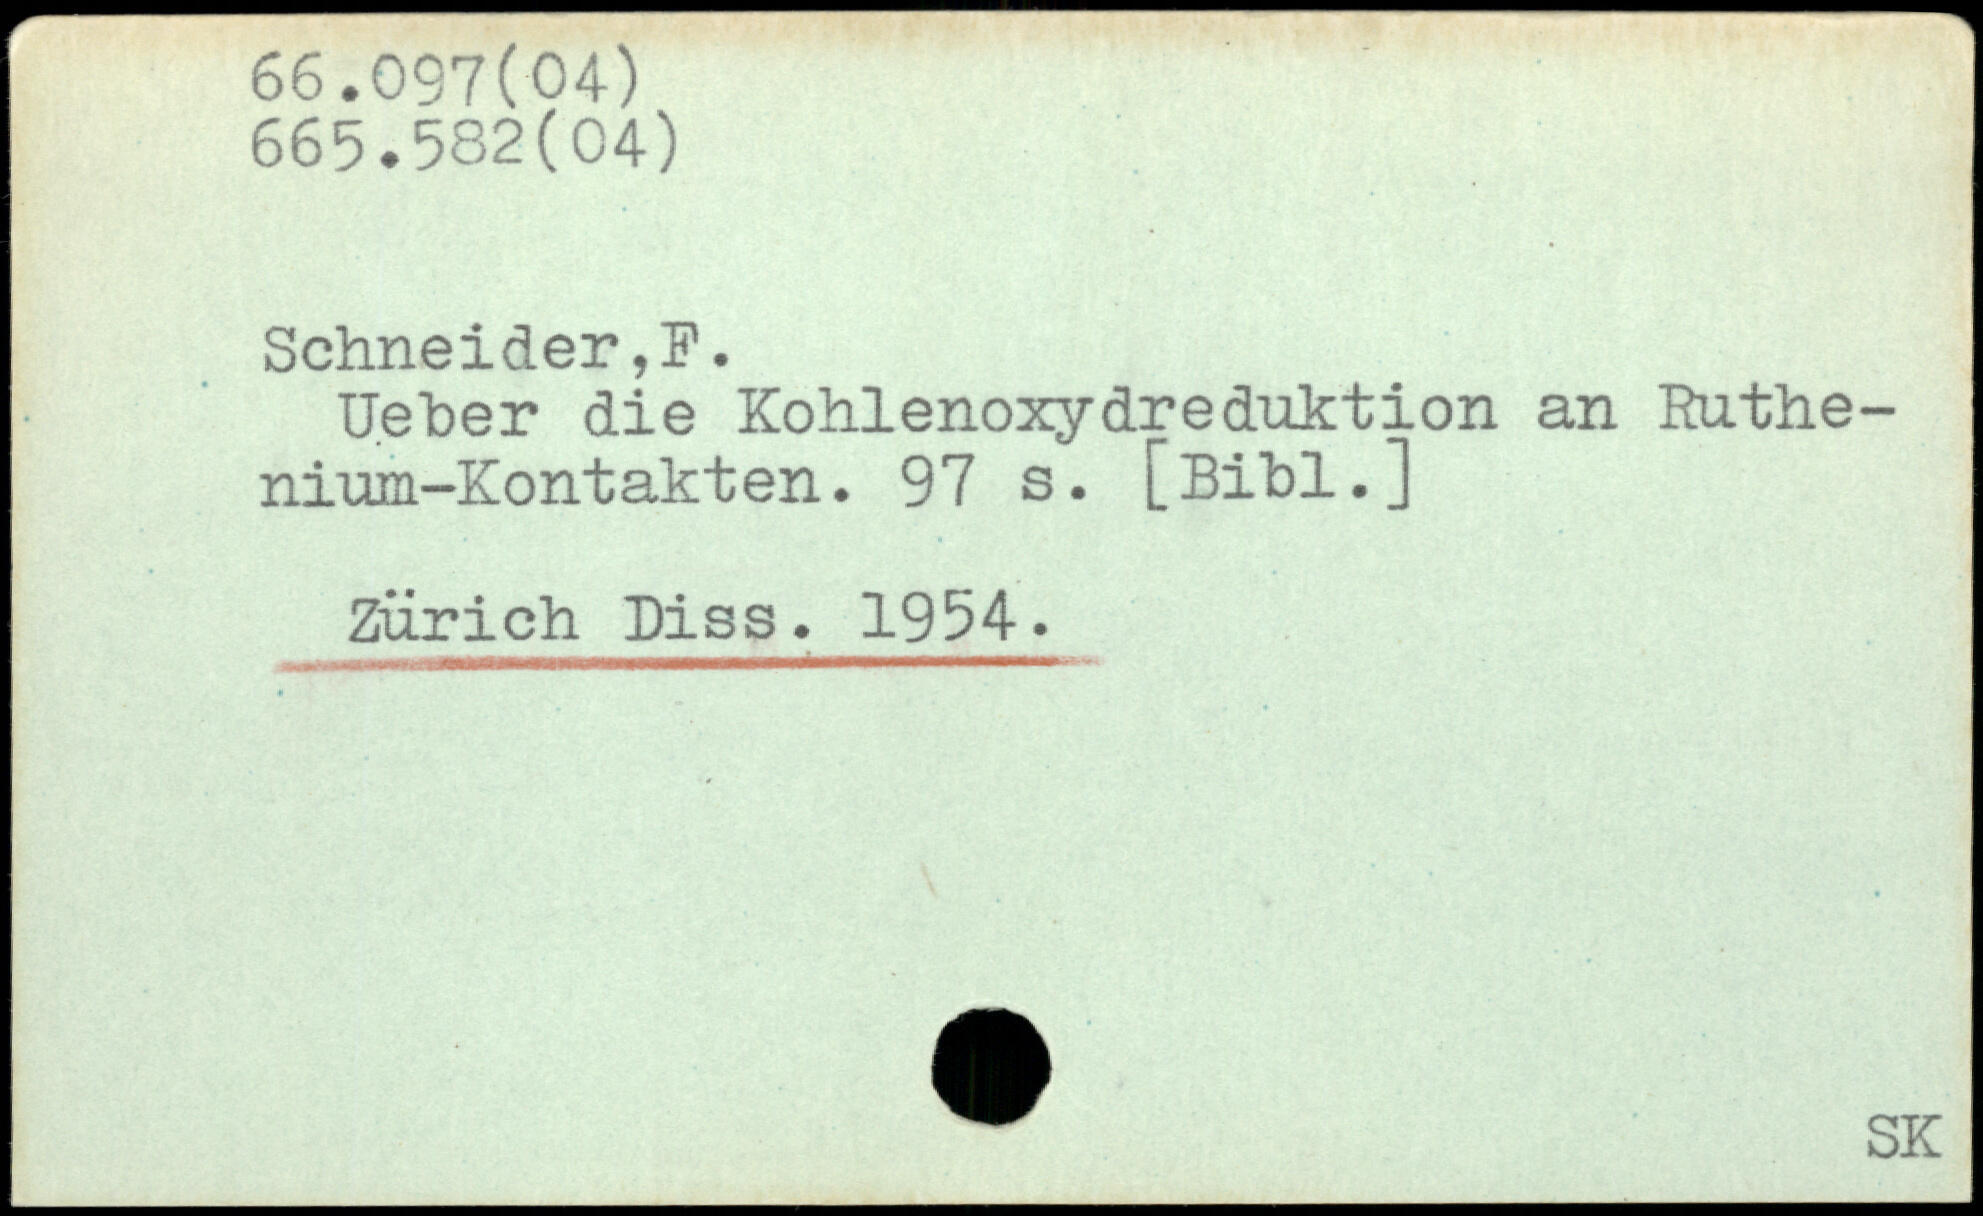 66.097(04)
665.582(04)
Schneider,F.
Ueber die Kohlenoxydreduktion an Ruthe-
nium-Kontakten. 97 s. [Bibl.]
Zürich Diss. 1954.
SK